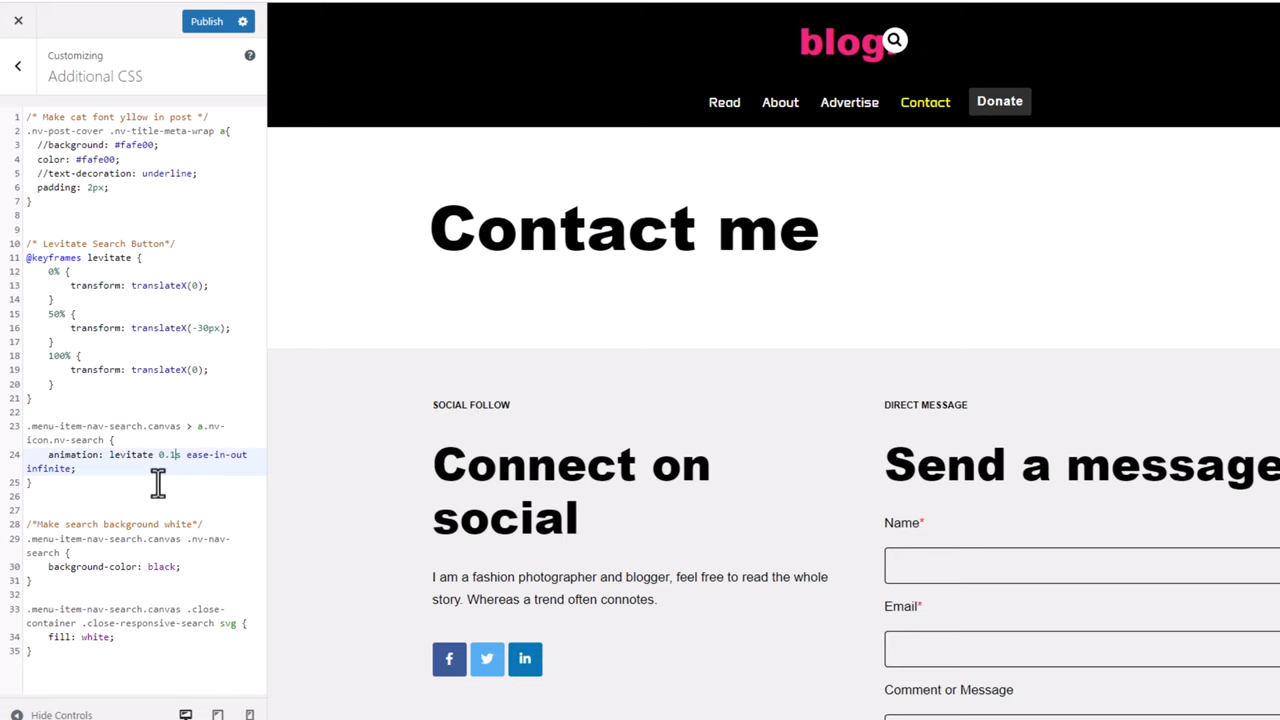 Publish
Customizing
Additional CSS
1 /* Make cat font yllow in post */
2 .nv-post-cover .nv-title-meta-wrap a{
3 //background: #fafe00;
4 color: #fafe00;
5 //text-decoration: underline;
6 padding: 2px;
7 }
8
9
10 /* Levitate Search Button*/
11 @keyframes levitate {
12 0% {
13 transform: translateX(0);
14 }
15 50% {
16 transform: translateX(-30px);
17 }
18 100% {
19 transform: translateX(0);
20 }
21 }
22
23 .menu-item-nav-search.canvas > a.nv-
icon.nv-search {
24 animation: levitate 0.1s ease-in-out
infinite;
25 }
26
27
28 /*Make search background white*/
29 .menu-item-nav-search.canvas .nv-nav-
search {
30 background-color: black;
31 }
32
33 .menu-item-nav-search.canvas .close-
container .close-responsive-search svg {
34 fill: white;
35 }
Hide Controls
blog.
Read About Advertise Contact Donate
Contact me
SOCIAL FOLLOW
Connect on
social
I am a fashion photographer and blogger, feel free to read the whole
story. Whereas a trend often connotes.
DIRECT MESSAGE
Send a message
Name*
Email*
Comment or Message